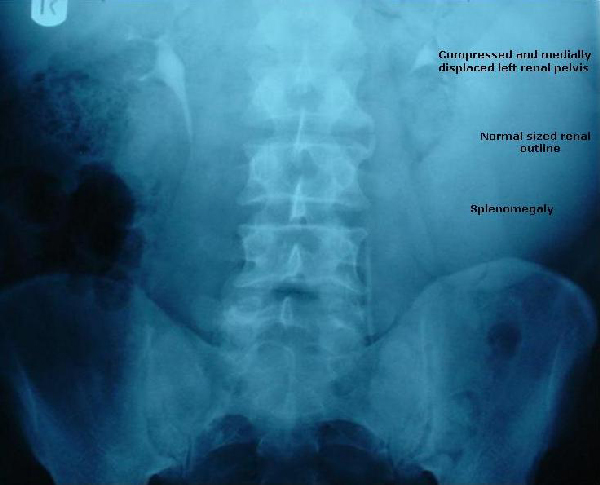 R
Compressed and medially
displaced left renal pelvis
Normal sized renal
outline
Splenomegaly